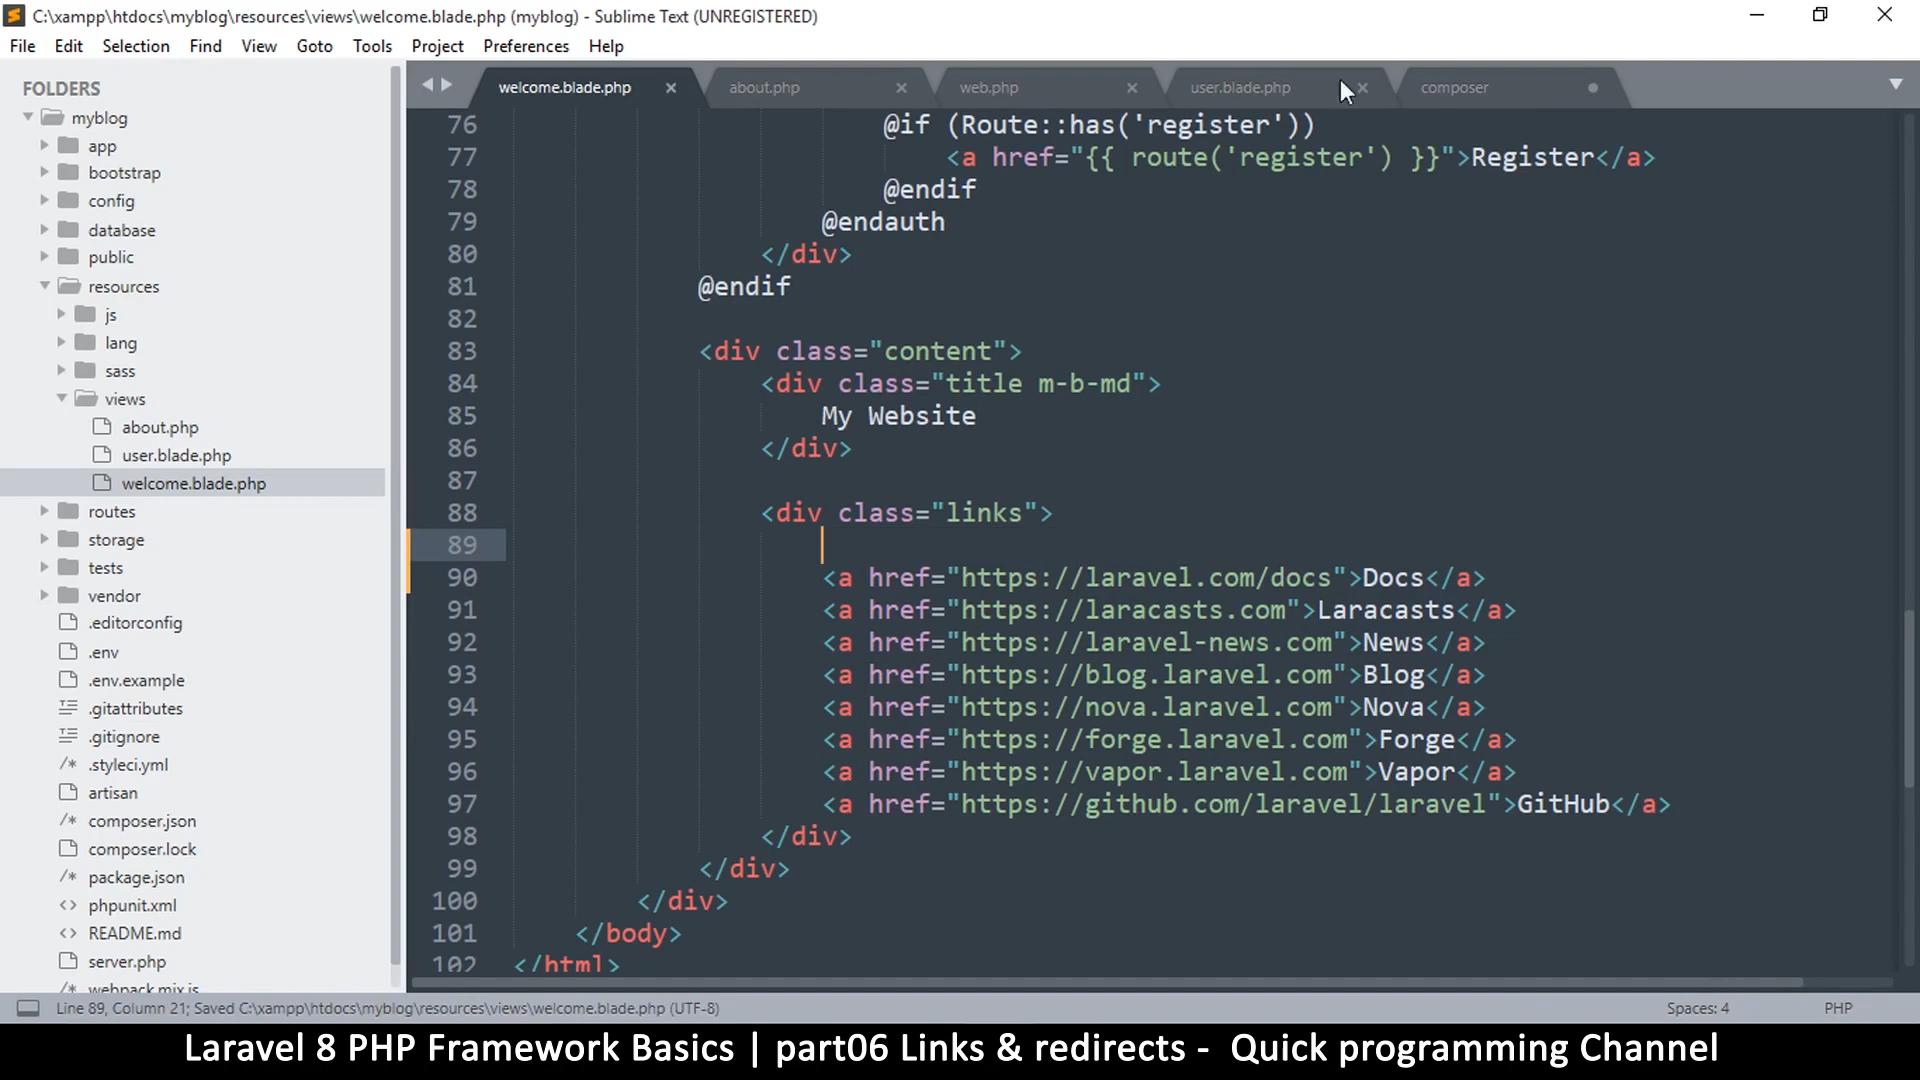 C:\xampp\htdocs\myblog\resources\views\welcome.blade.php (myblog) - Sublime Text (UNREGISTERED)
File Edit Selection Find View Goto Tools Project Preferences Help
FOLDERS
myblog
app
bootstrap
config
database
public
resources
js
lang
sass
views
about.php
user.blade.php
welcome.blade.php
routes
storage
tests
vendor
.editorconfig
.env
.env.example
.gitattributes
.gitignore
/* .styleci.yml
artisan
/* composer.json
composer.lock
/* package.json
<> phpunit.xml
<> README.md
server.php
/* webpack.mix.js
welcome.blade.php about.php web.php user.blade.php composer
76 @if (Route::has('register'))
77 <a href="{{ route('register') }}">Register</a>
78 @endif
79 @endauth
80 </div>
81 @endif
82
83 <div class="content">
84 <div class="title m-b-md">
85 My Website
86 </div>
87
88 <div class="links">
89
90 <a href="https://laravel.com/docs">Docs</a>
91 <a href="https://laracasts.com">Laracasts</a>
92 <a href="https://laravel-news.com">News</a>
93 <a href="https://blog.laravel.com">Blog</a>
94 <a href="https://nova.laravel.com">Nova</a>
95 <a href="https://forge.laravel.com">Forge</a>
96 <a href="https://vapor.laravel.com">Vapor</a>
97 <a href="https://github.com/laravel/laravel">GitHub</a>
98 </div>
99 </div>
100 </div>
101 </body>
102 </html>
Line 89, Column 21; Saved C:\xampp\htdocs\myblog\resources\views\welcome.blade.php (UTF-8) Spaces: 4 PHP
Laravel 8 PHP Framework Basics | part06 Links & redirects - Quick programming Channel